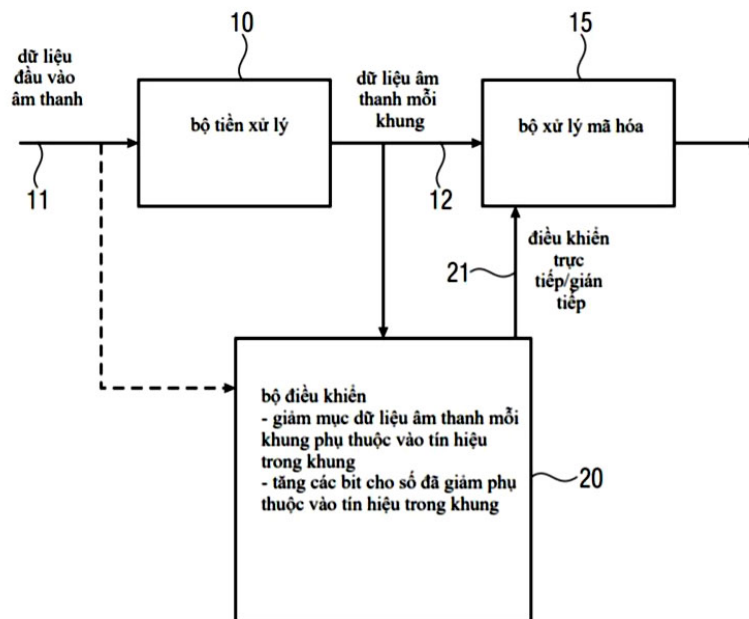 10
15
dữ liệu
đầu vào
âm thanh
dữ liệu âm
thanh mỗi
khung
bộ tiền xử lý
bộ xử lý mã hóa
11
12
21
điều khiển
trực
tiếp/gián
tiếp
bộ điều khiển
- giảm mục dữ liệu âm thanh mỗi
khung phụ thuộc vào tín hiệu
trong khung
- tăng các bit cho số đã giảm phụ
thuộc vào tín hiệu trong khung
20